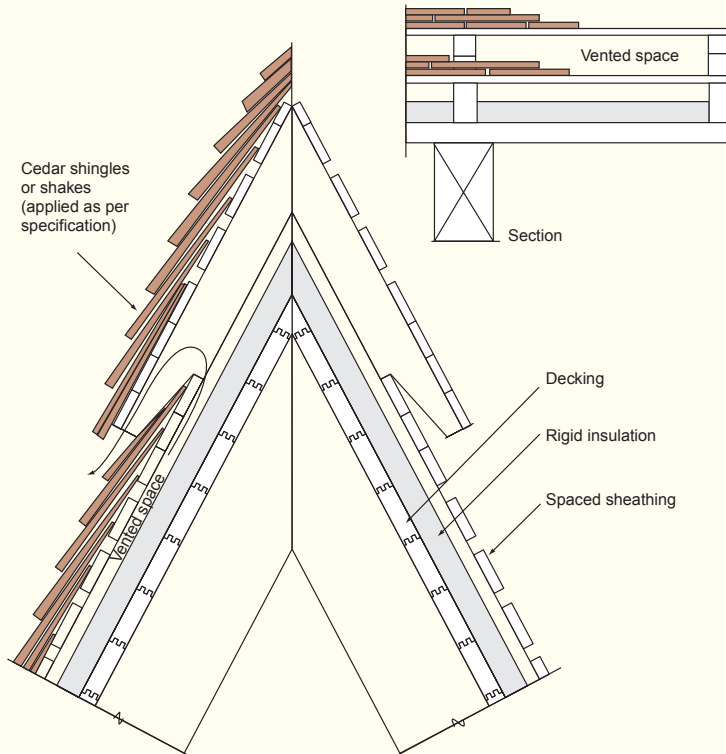 Vented space
Section
Cedar shingles
or shakes
(applied as per
specification)
Decking
Rigid insulation
Spaced sheathing
Vented space